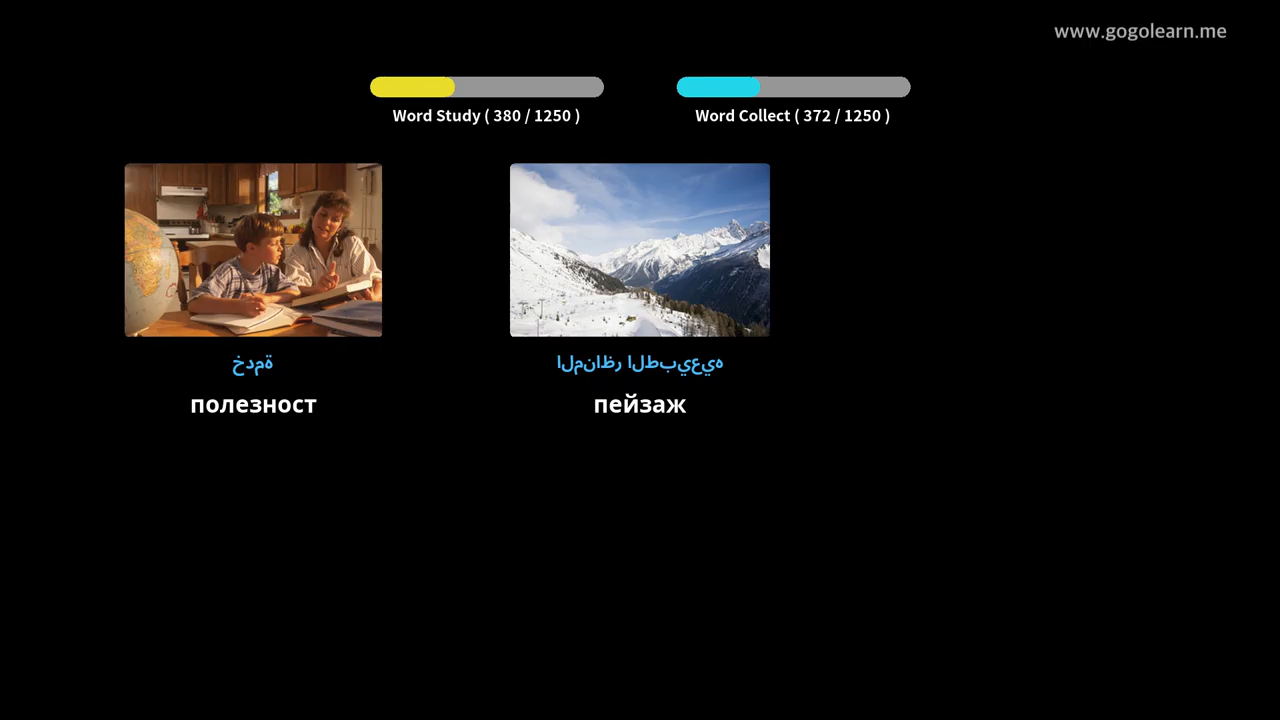 www.gogolearn.me
Word Study ( 380 / 1250 )
Word Collect ( 372 / 1250 )
خدمة
المناظر الطبيعيه
полезност
пейзаж